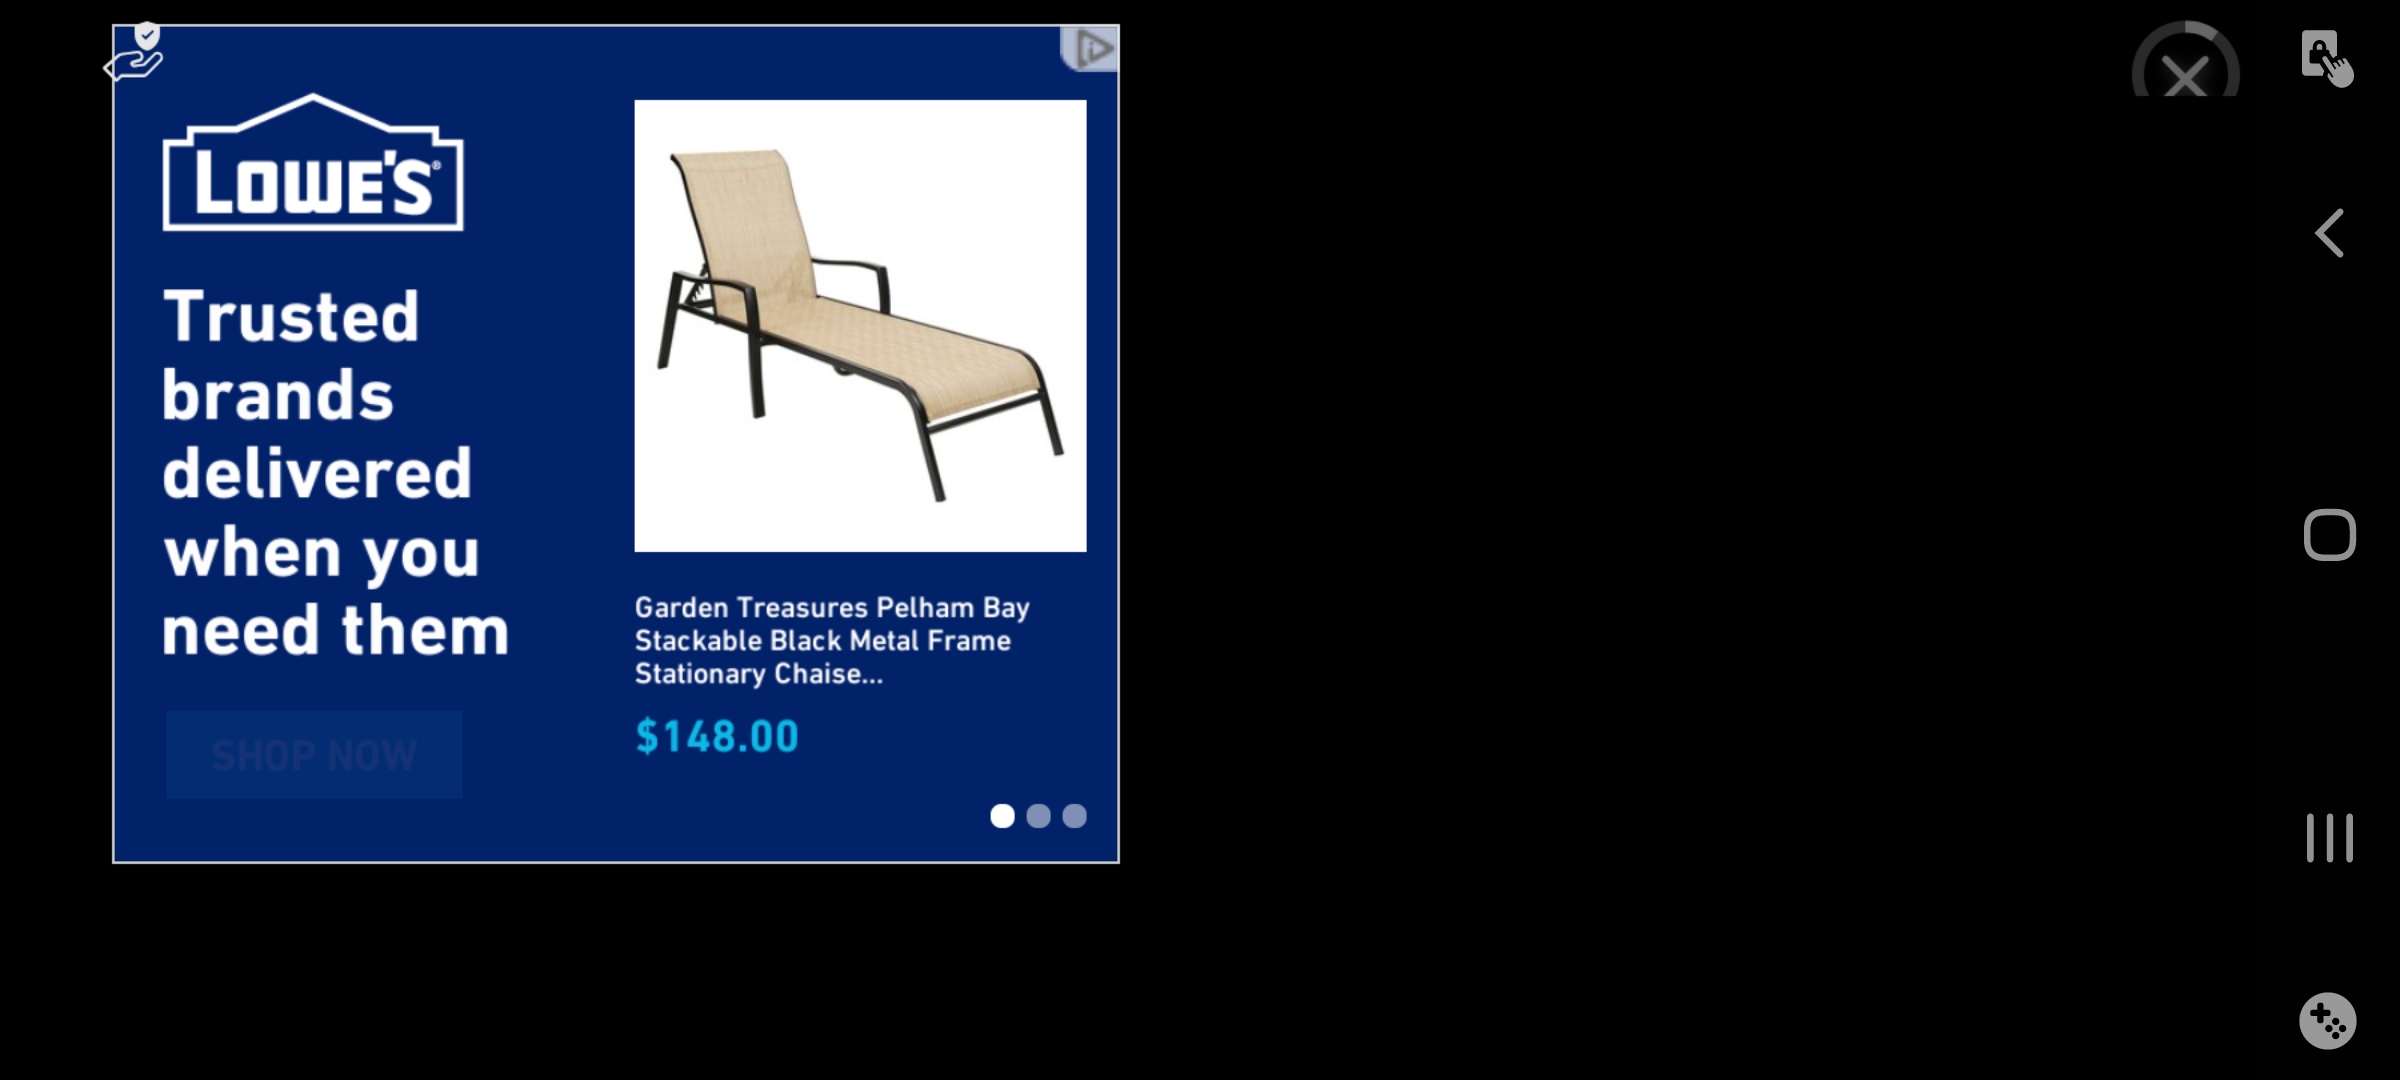 LOWE'S®
Trusted
brands
delivered
when you
need them
SHOP NOW
Garden Treasures Pelham Bay
Stackable Black Metal Frame
Stationary Chaise...
$148.00